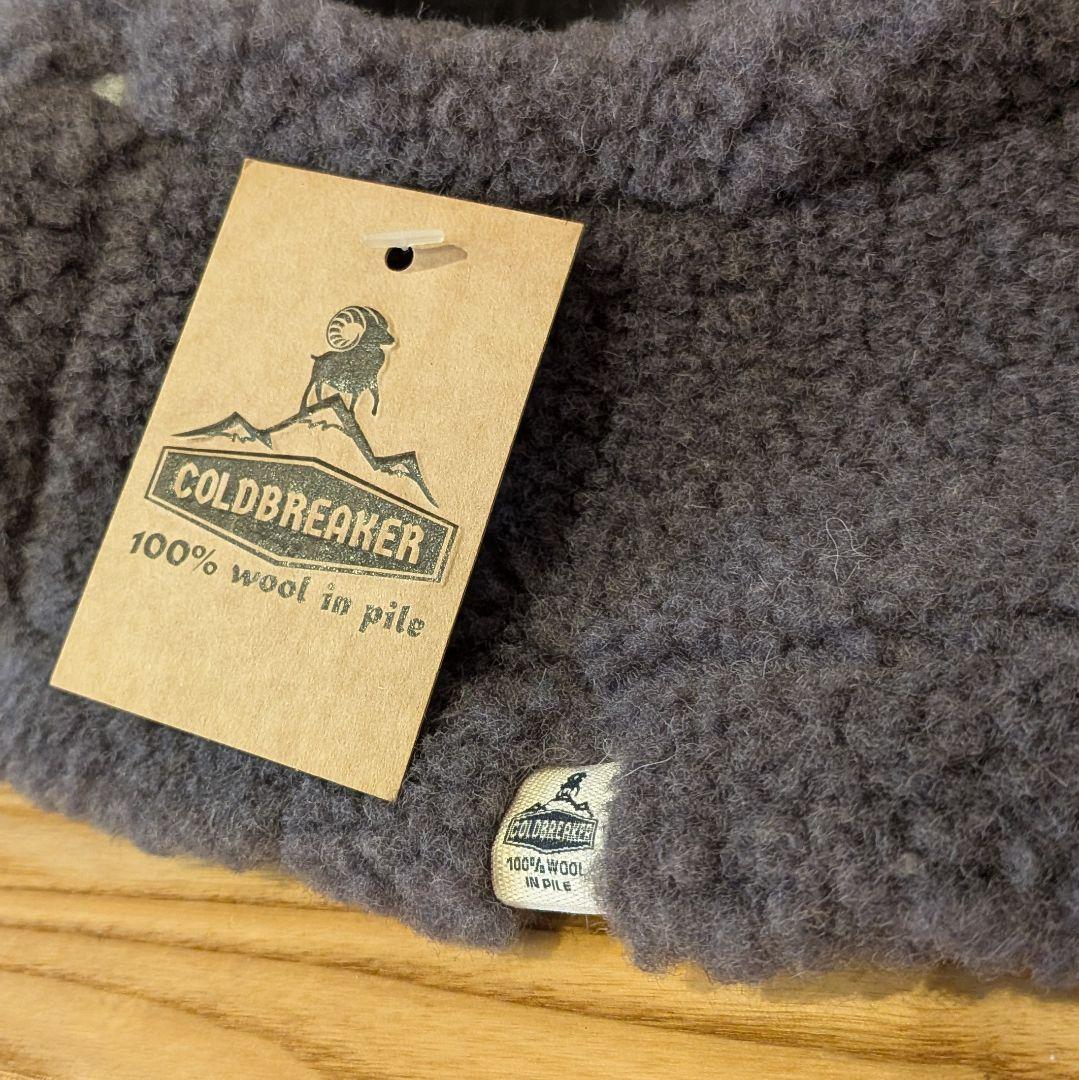 COLDBREAKER
100% wool in pile
COLDBREAKER
100% WOOL
IN PILE